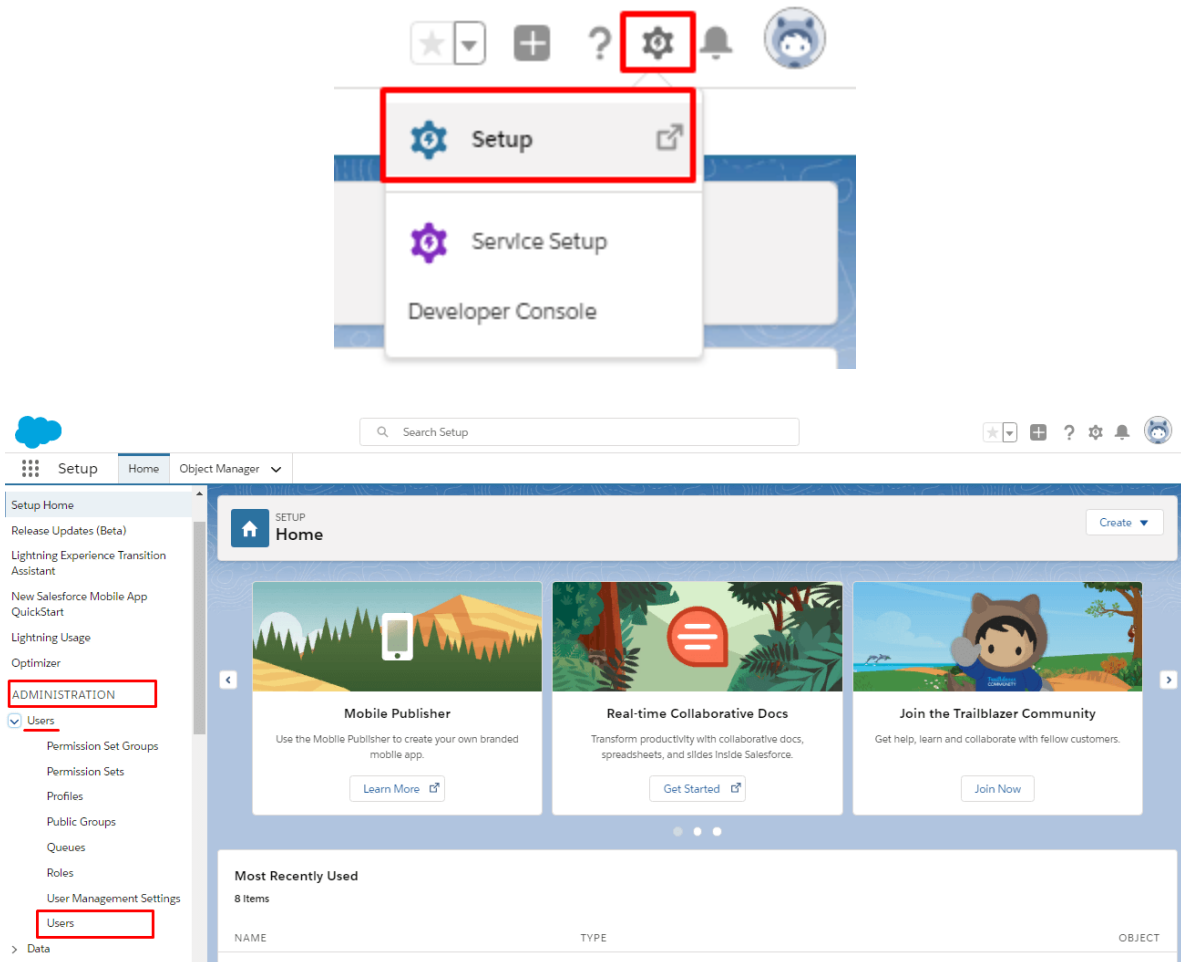 Setup
Service Setup
Developer Console
Search Setup
Setup
Home
Object Manager
Setup Home
Release Updates (Beta)
Lightning Experience Transition
Assistant
New Salesforce Mobile App
QuickStart
Lightning Usage
Optimizer
ADMINISTRATION
Users
Permission Set Groups
Permission Sets
Profiles
Public Groups
Queues
Roles
User Management Settings
Users
Data
SETUP
Home
Create
Mobile Publisher
Use the Mobile Publisher to create your own branded
mobile app.
Learn More
Real-time Collaborative Docs
Transform productivity with collaborative docs,
spreadsheets, and slides inside Salesforce.
Get Started
Join the Trailblazer Community
Get help, learn and collaborate with fellow customers.
Join Now
Most Recently Used
8 Items
NAME
TYPE
OBJECT